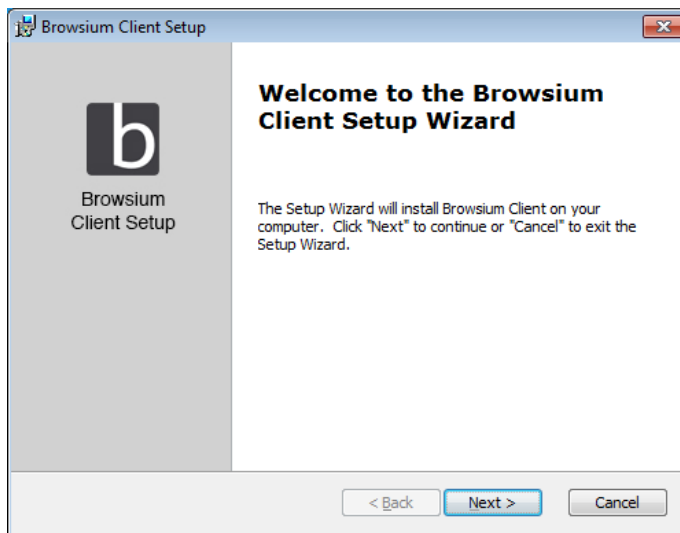 Browsium Client Setup
Welcome to the Browsium
Client Setup Wizard
b
Browsium
Client Setup
The Setup Wizard will install Browsium Client on your
computer.  Click "Next" to continue or "Cancel" to exit the
Setup Wizard.
< Back
Next >
Cancel